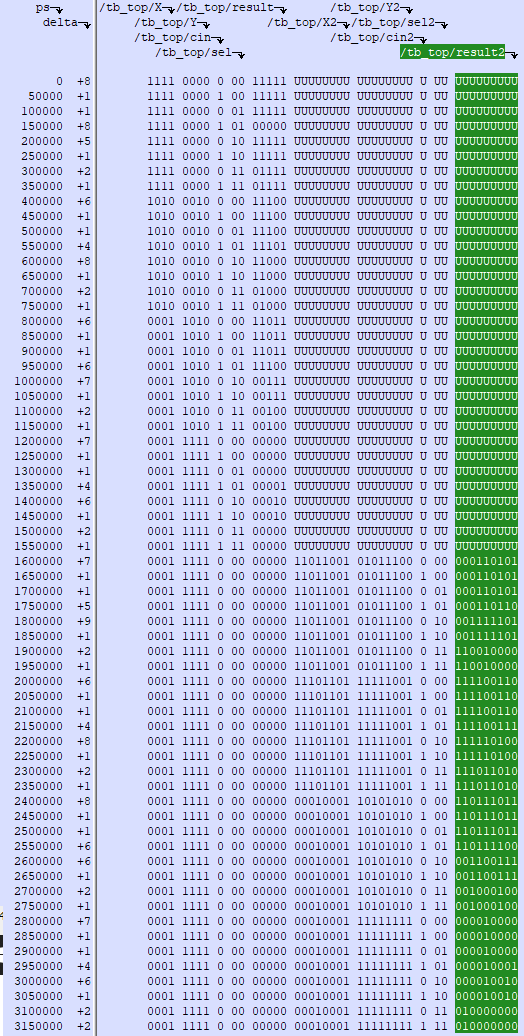 ps /tb_top/X /tb_top/result /tb_top/Y2
delta /tb_top/Y /tb_top/X2 /tb_top/sel2
/tb_top/cin /tb_top/cin2
/tb_top/sel /tb_top/result2
0 +8 1111 0000 0 00 11111 UUUUUUUU UUUUUUUU U UU UUUUUUUUU
50000 +1 1111 0000 1 00 11111 UUUUUUUU UUUUUUUU U UU UUUUUUUUU
100000 +1 1111 0000 0 01 11111 UUUUUUUU UUUUUUUU U UU UUUUUUUUU
150000 +8 1111 0000 1 01 00000 UUUUUUUU UUUUUUUU U UU UUUUUUUUU
200000 +5 1111 0000 0 10 11111 UUUUUUUU UUUUUUUU U UU UUUUUUUUU
250000 +1 1111 0000 1 10 11111 UUUUUUUU UUUUUUUU U UU UUUUUUUUU
300000 +2 1111 0000 0 11 01111 UUUUUUUU UUUUUUUU U UU UUUUUUUUU
350000 +1 1111 0000 1 11 01111 UUUUUUUU UUUUUUUU U UU UUUUUUUUU
400000 +6 1010 0010 0 00 11100 UUUUUUUU UUUUUUUU U UU UUUUUUUUU
450000 +1 1010 0010 1 00 11100 UUUUUUUU UUUUUUUU U UU UUUUUUUUU
500000 +1 1010 0010 0 01 11100 UUUUUUUU UUUUUUUU U UU UUUUUUUUU
550000 +4 1010 0010 1 01 11101 UUUUUUUU UUUUUUUU U UU UUUUUUUUU
600000 +8 1010 0010 0 10 11000 UUUUUUUU UUUUUUUU U UU UUUUUUUUU
650000 +1 1010 0010 1 10 11000 UUUUUUUU UUUUUUUU U UU UUUUUUUUU
700000 +2 1010 0010 0 11 01000 UUUUUUUU UUUUUUUU U UU UUUUUUUUU
750000 +1 1010 0010 1 11 01000 UUUUUUUU UUUUUUUU U UU UUUUUUUUU
800000 +6 0001 1010 0 00 11011 UUUUUUUU UUUUUUUU U UU UUUUUUUUU
850000 +1 0001 1010 1 00 11011 UUUUUUUU UUUUUUUU U UU UUUUUUUUU
900000 +1 0001 1010 0 01 11011 UUUUUUUU UUUUUUUU U UU UUUUUUUUU
950000 +6 0001 1010 1 01 11100 UUUUUUUU UUUUUUUU U UU UUUUUUUUU
1000000 +7 0001 1010 0 10 00111 UUUUUUUU UUUUUUUU U UU UUUUUUUUU
1050000 +1 0001 1010 1 10 00111 UUUUUUUU UUUUUUUU U UU UUUUUUUUU
1100000 +2 0001 1010 0 11 00100 UUUUUUUU UUUUUUUU U UU UUUUUUUUU
1150000 +1 0001 1010 1 11 00100 UUUUUUUU UUUUUUUU U UU UUUUUUUUU
1200000 +7 0001 1111 0 00 00000 UUUUUUUU UUUUUUUU U UU UUUUUUUUU
1250000 +1 0001 1111 1 00 00000 UUUUUUUU UUUUUUUU U UU UUUUUUUUU
1300000 +1 0001 1111 0 01 00000 UUUUUUUU UUUUUUUU U UU UUUUUUUUU
1350000 +4 0001 1111 1 01 00001 UUUUUUUU UUUUUUUU U UU UUUUUUUUU
1400000 +6 0001 1111 0 10 00010 UUUUUUUU UUUUUUUU U UU UUUUUUUUU
1450000 +1 0001 1111 1 10 00010 UUUUUUUU UUUUUUUU U UU UUUUUUUUU
1500000 +2 0001 1111 0 11 00000 UUUUUUUU UUUUUUUU U UU UUUUUUUUU
1550000 +1 0001 1111 1 11 00000 UUUUUUUU UUUUUUUU U UU UUUUUUUUU
1600000 +7 0001 1111 0 00 00000 11011001 01011100 0 00 000110101
1650000 +1 0001 1111 0 00 00000 11011001 01011100 1 00 000110101
1700000 +1 0001 1111 0 00 00000 11011001 01011100 0 01 000110101
1750000 +5 0001 1111 0 00 00000 11011001 01011100 1 01 000110110
1800000 +9 0001 1111 0 00 00000 11011001 01011100 0 10 001111101
1850000 +1 0001 1111 0 00 00000 11011001 01011100 1 10 001111101
1900000 +2 0001 1111 0 00 00000 11011001 01011100 0 11 110010000
1950000 +1 0001 1111 0 00 00000 11011001 01011100 1 11 110010000
2000000 +6 0001 1111 0 00 00000 11101101 11111001 0 00 111100110
2050000 +1 0001 1111 0 00 00000 11101101 11111001 1 00 111100110
2100000 +1 0001 1111 0 00 00000 11101101 11111001 0 01 111100110
2150000 +4 0001 1111 0 00 00000 11101101 11111001 1 01 111100111
2200000 +8 0001 1111 0 00 00000 11101101 11111001 0 10 111110100
2250000 +1 0001 1111 0 00 00000 11101101 11111001 1 10 111110100
2300000 +2 0001 1111 0 00 00000 11101101 11111001 0 11 111011010
2350000 +1 0001 1111 0 00 00000 11101101 11111001 1 11 111011010
2400000 +8 0001 1111 0 00 00000 00010001 10101010 0 00 110111011
2450000 +1 0001 1111 0 00 00000 00010001 10101010 1 00 110111011
2500000 +1 0001 1111 0 00 00000 00010001 10101010 0 01 110111011
2550000 +6 0001 1111 0 00 00000 00010001 10101010 1 01 110111100
2600000 +6 0001 1111 0 00 00000 00010001 10101010 0 10 001100111
2650000 +1 0001 1111 0 00 00000 00010001 10101010 1 10 001100111
2700000 +2 0001 1111 0 00 00000 00010001 10101010 0 11 001000100
2750000 +1 0001 1111 0 00 00000 00010001 10101010 1 11 001000100
2800000 +7 0001 1111 0 00 00000 00010001 11111111 0 00 000010000
2850000 +1 0001 1111 0 00 00000 00010001 11111111 1 00 000010000
2900000 +1 0001 1111 0 00 00000 00010001 11111111 0 01 000010000
2950000 +4 0001 1111 0 00 00000 00010001 11111111 1 01 000010001
3000000 +6 0001 1111 0 00 00000 00010001 11111111 0 10 000010010
3050000 +1 0001 1111 0 00 00000 00010001 11111111 1 10 000010010
3100000 +2 0001 1111 0 00 00000 00010001 11111111 0 11 010000000
3150000 +2 0001 1111 0 00 00000 00010001 11111111 1 11 010000000